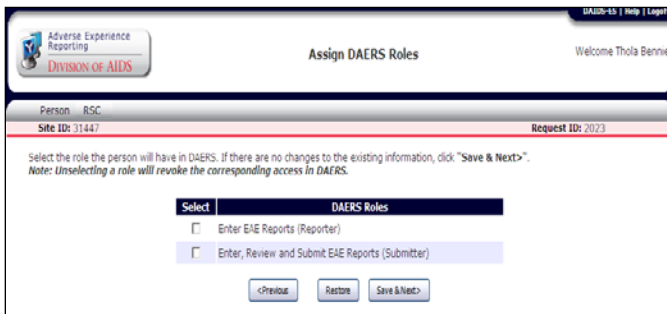 DAIDS-ES | Help | Logoff
Adverse Experience
Reporting
DIVISION OF AIDS
Assign DAERS Roles
Welcome Thola Bennie
Person RSC
Site ID: 31447 Request ID: 2023
Select the role the person will have in DAERS. If there are no changes to the existing information, click "Save & Next>".
Note: Unselecting a role will revoke the corresponding access in DAERS.
Select DAERS Roles
Enter EAE Reports (Reporter)
Enter, Review and Submit EAE Reports (Submitter)
<Previous Restore Save &Next>